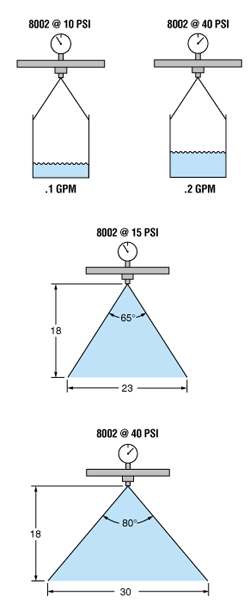 8002 @ 10 PSI
8002 @ 40 PSI
.1 GPM
.2 GPM
8002 @ 15 PSI
65°
18
23
8002 @ 40 PSI
80°
18
30